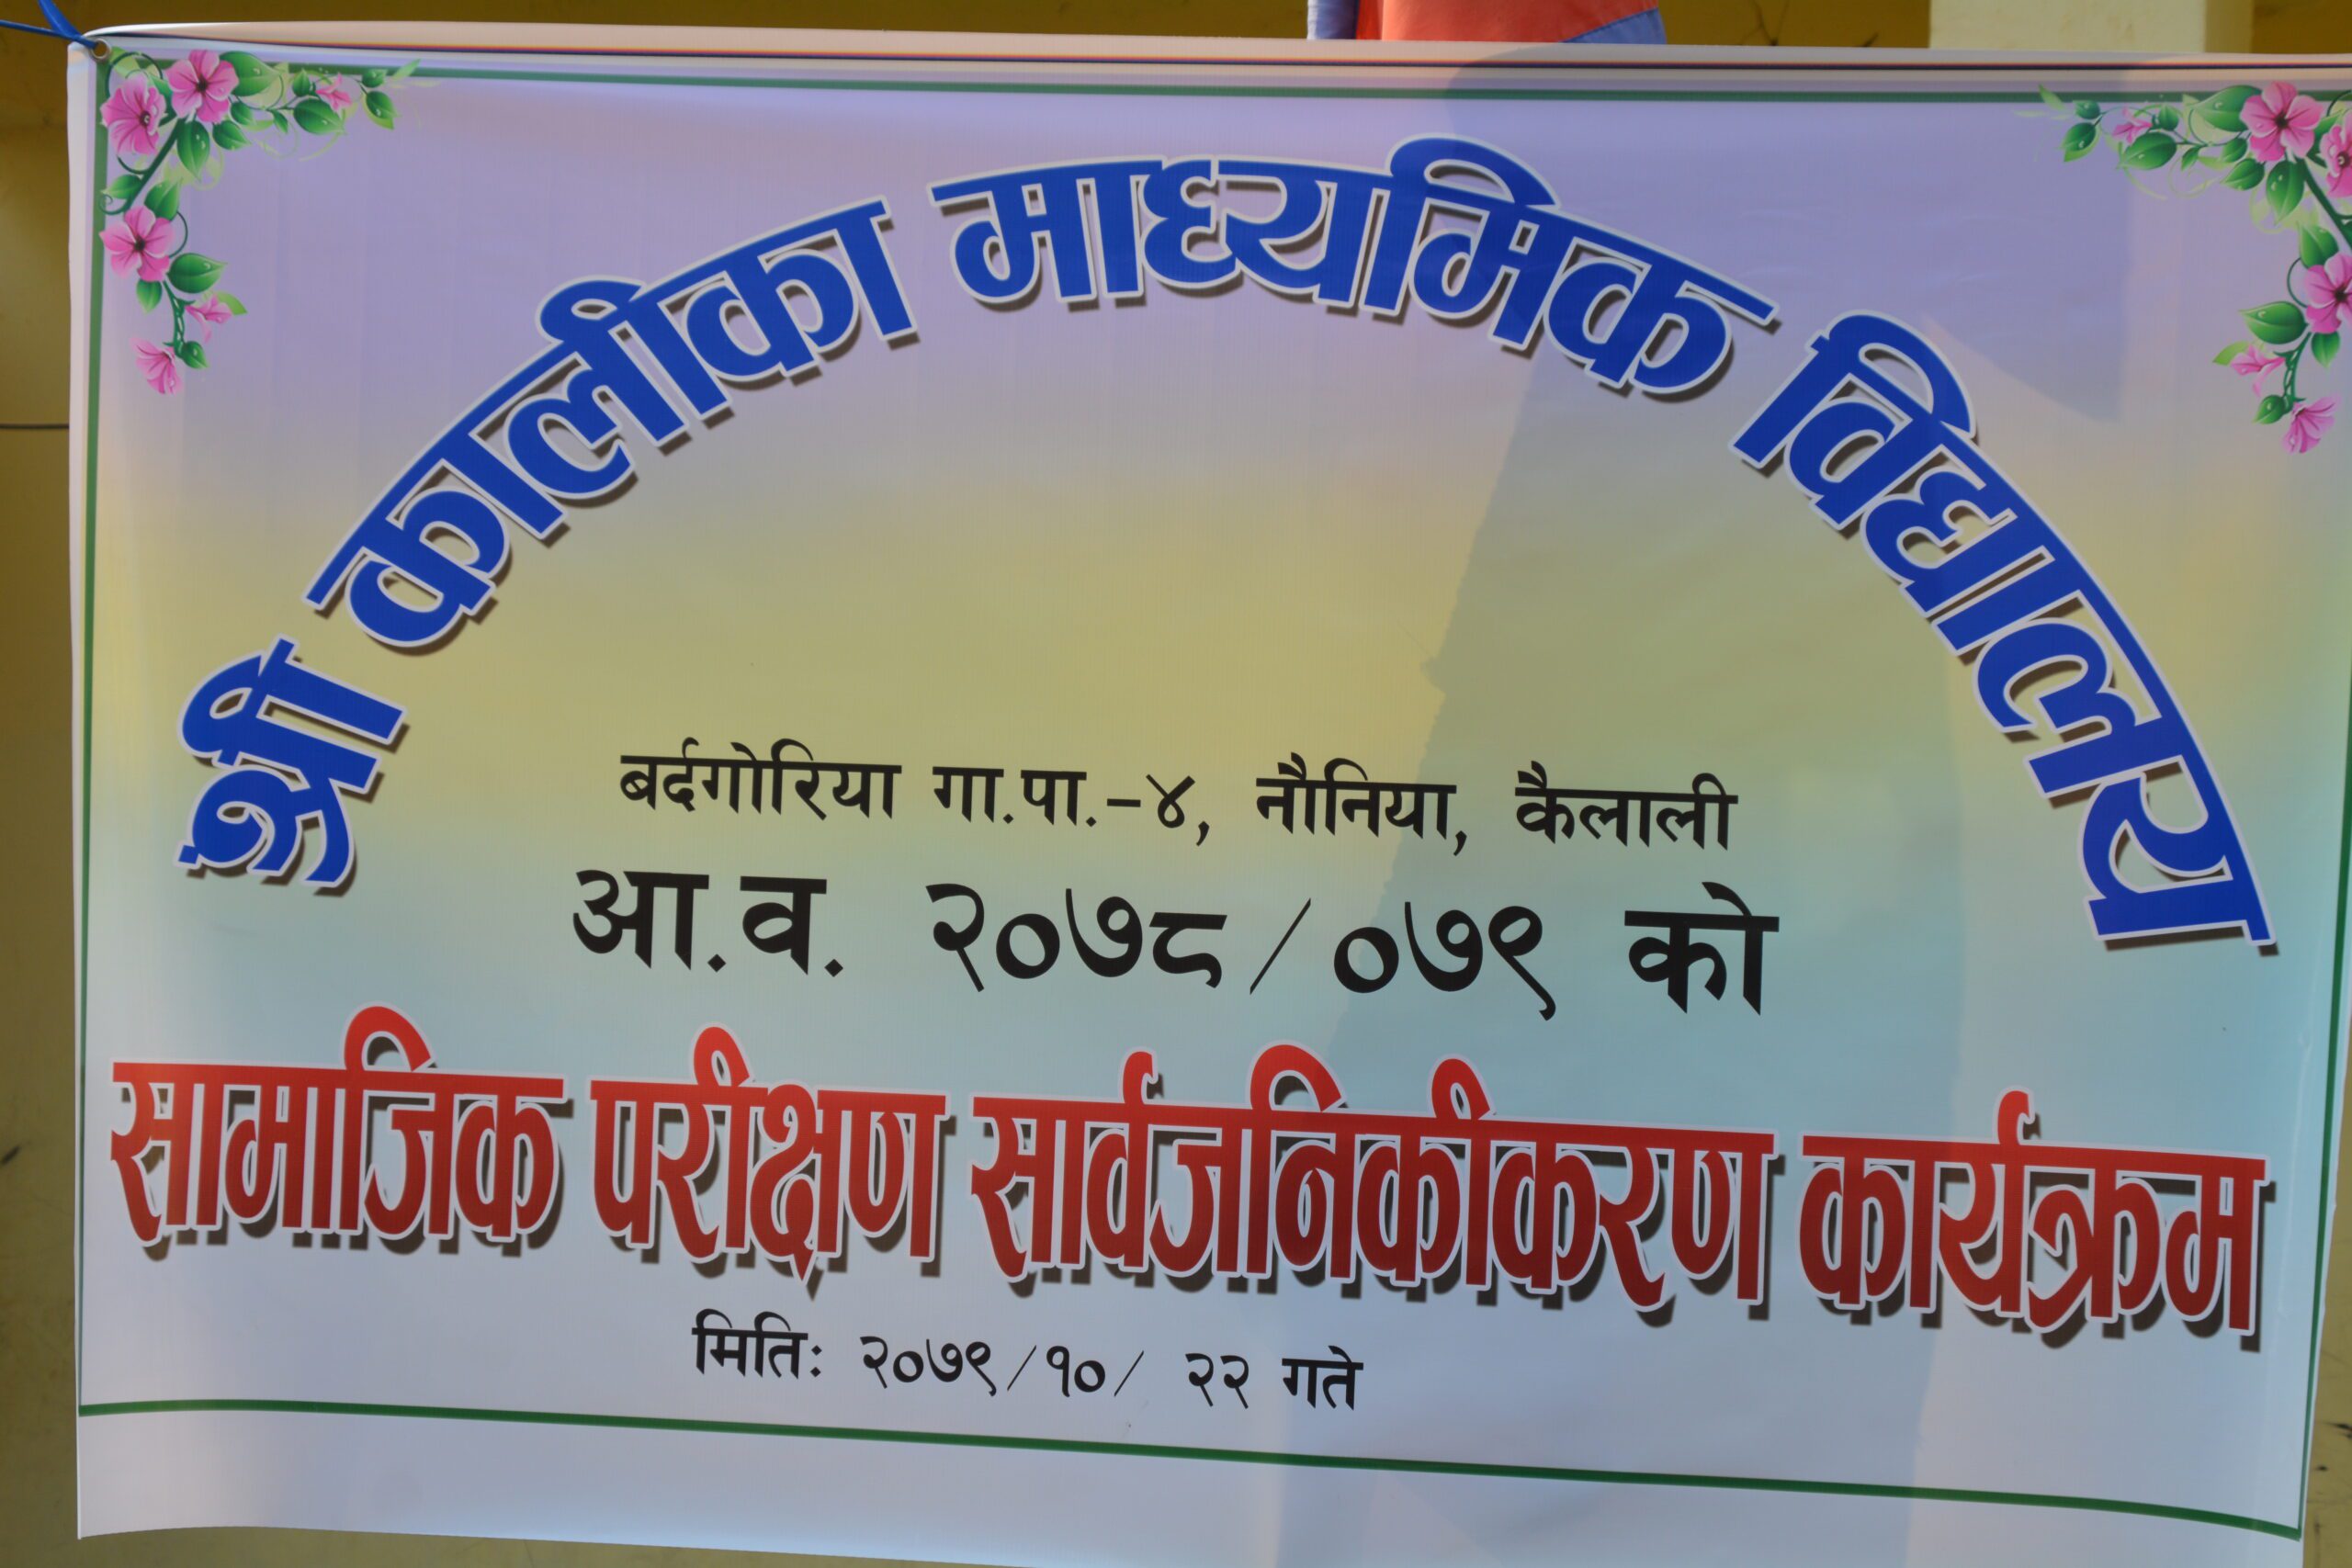 श्री कालीका माध्यमिक विद्यालय
बर्दगोरिया गा.पा.-४, नौनिया, कैलाली
आ.व. २०७८/०७९ को
सामाजिक परीक्षण सार्वजनिकीकरण कार्यक्रम
मितिः २०७९/१०/ २२ गते